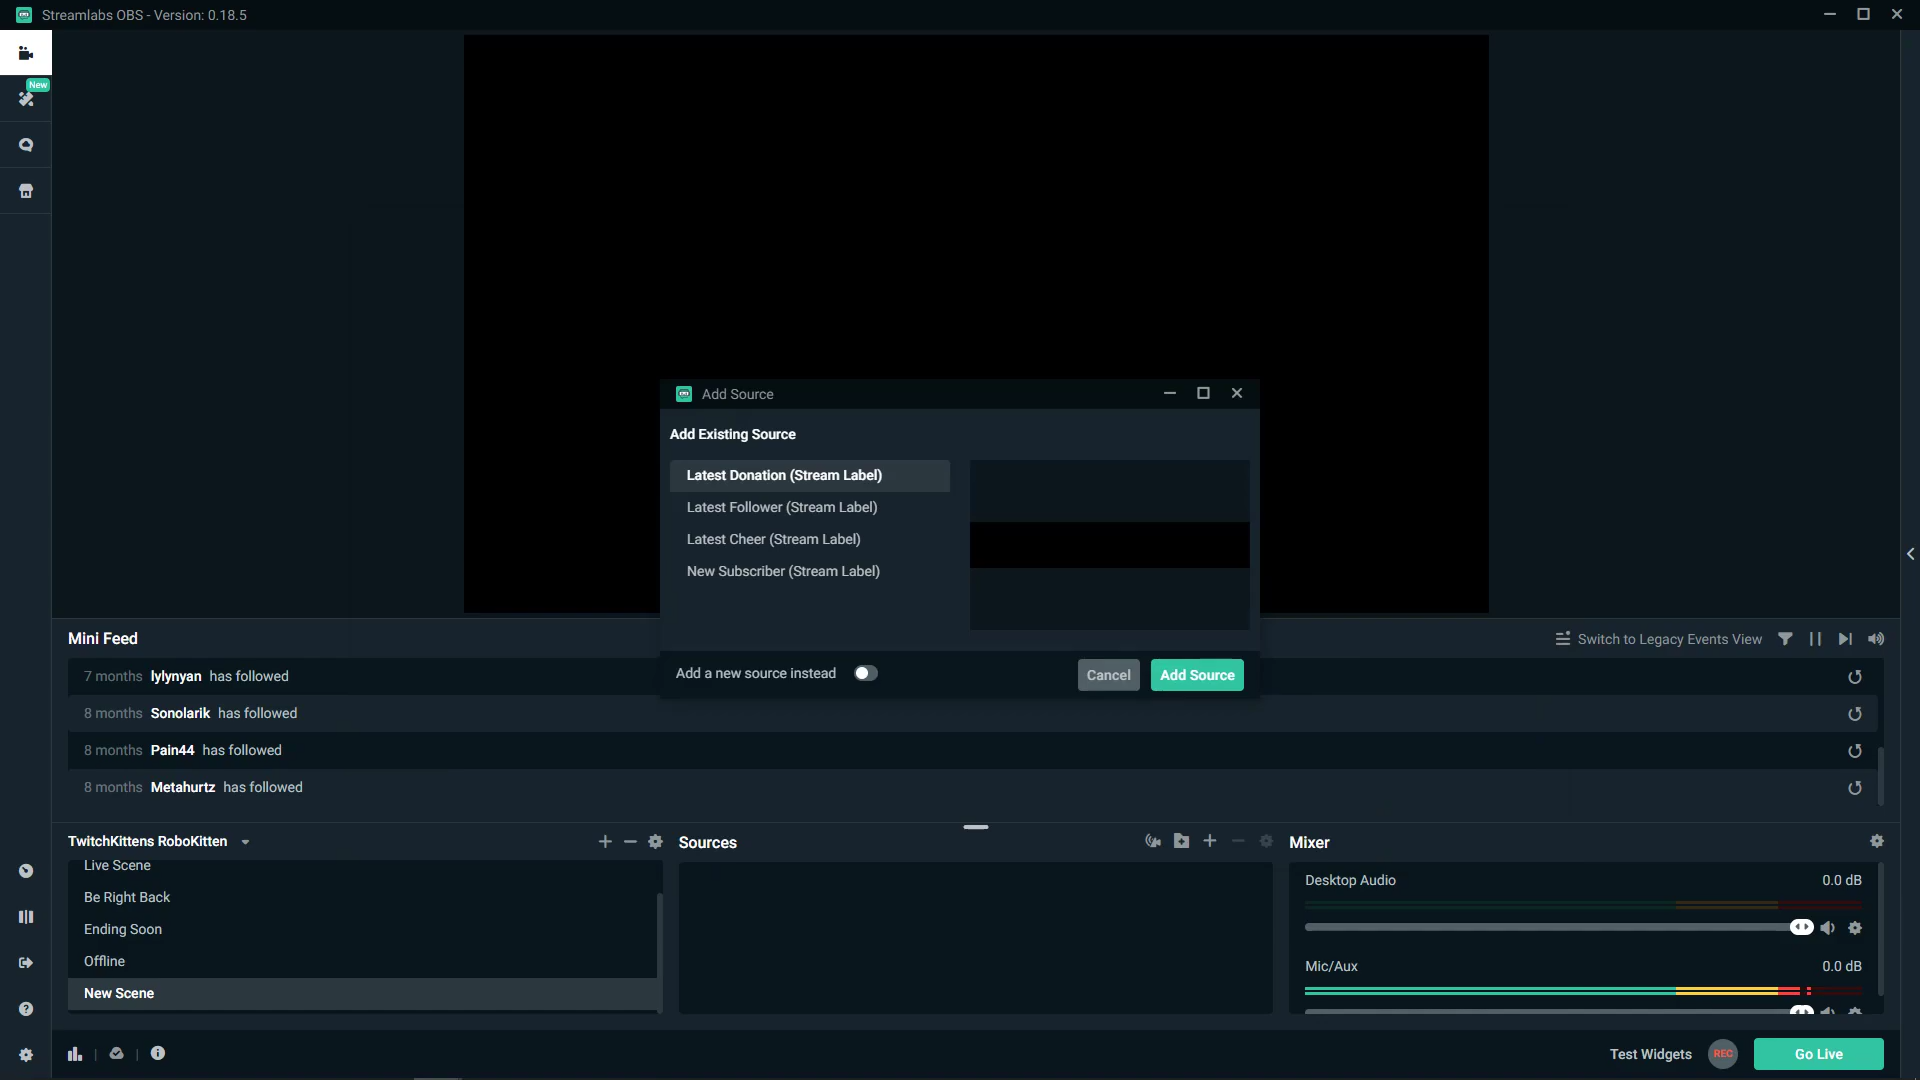 Streamlabs OBS - Version: 0.18.5
New
Add Source
Add Existing Source
Latest Donation (Stream Label)
Latest Follower (Stream Label)
Latest Cheer (Stream Label)
New Subscriber (Stream Label)
Add a new source instead
Cancel
Add Source
Mini Feed
Switch to Legacy Events View
7 months lylynyan has followed
8 months Sonolarik has followed
8 months Pain44 has followed
8 months Metahurtz has followed
TwitchKittens RoboKitten
Live Scene
Be Right Back
Ending Soon
Offline
New Scene
Sources
Mixer
Desktop Audio 0.0 dB
Mic/Aux 0.0 dB
Test Widgets
REC
Go Live